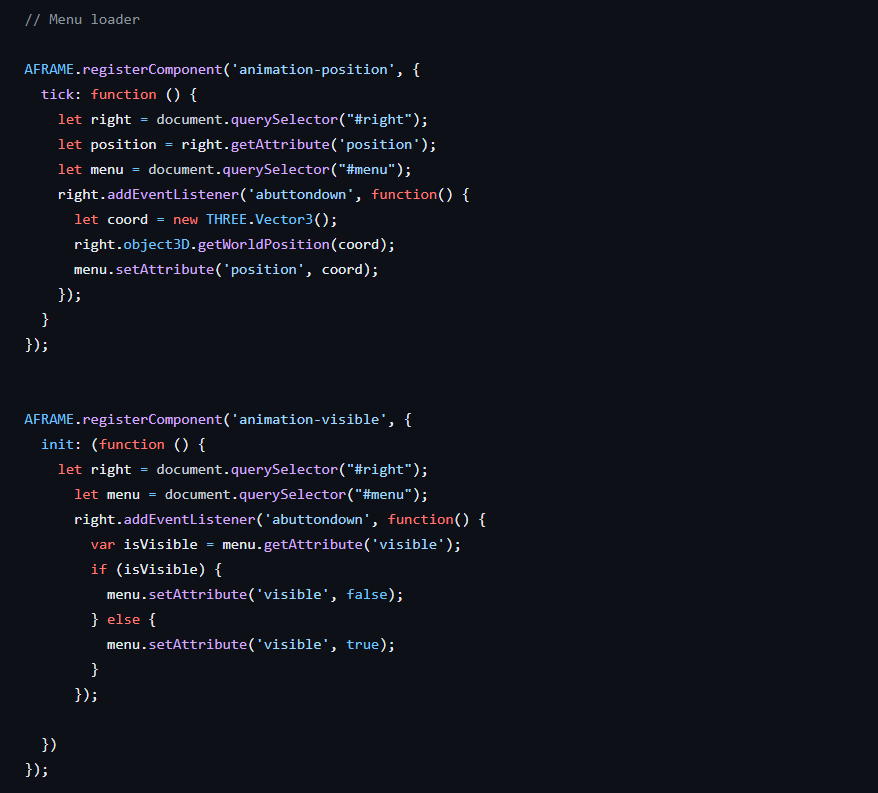 // Menu loader

AFRAME.registerComponent('animation-position', {
  tick: function () {
    let right = document.querySelector("#right");
    let position = right.getAttribute('position');
    let menu = document.querySelector("#menu");
    right.addEventListener('abuttondown', function() {
      let coord = new THREE.Vector3();
      right.object3D.getWorldPosition(coord);
      menu.setAttribute('position', coord);
    });
  }
});


AFRAME.registerComponent('animation-visible', {
  init: (function () {
    let right = document.querySelector("#right");
      let menu = document.querySelector("#menu");
      right.addEventListener('abuttondown', function() {
        var isVisible = menu.getAttribute('visible');
        if (isVisible) {
          menu.setAttribute('visible', false);
        } else {
          menu.setAttribute('visible', true);
        }
      });

  })
});